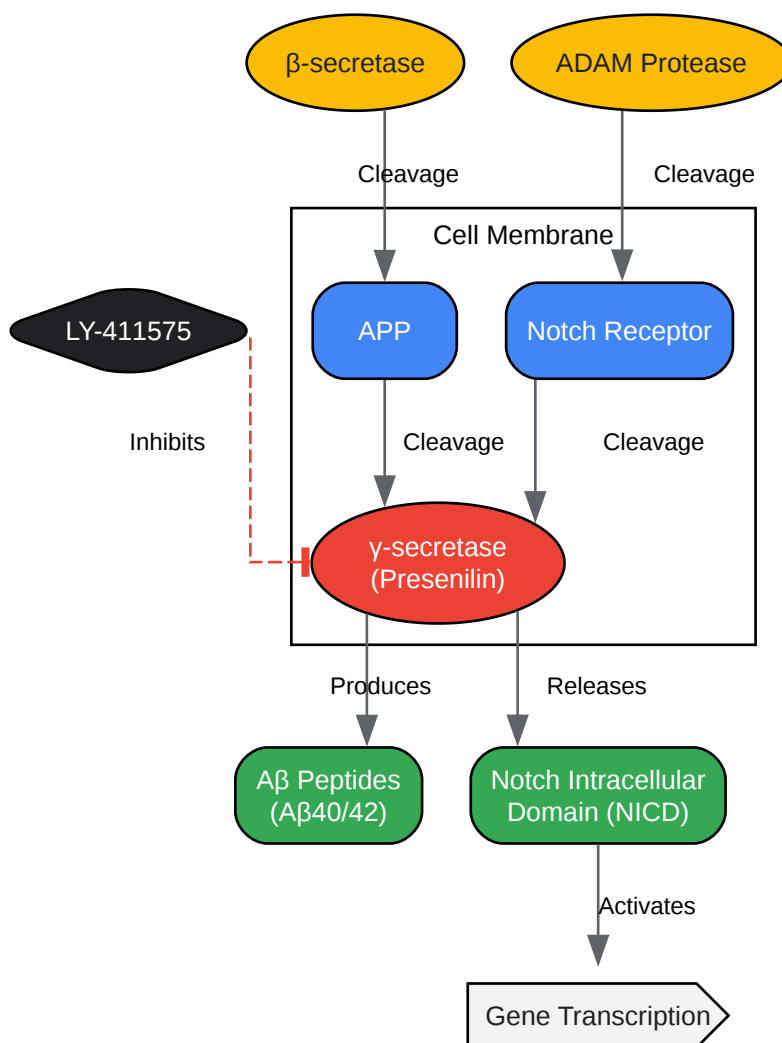 β-secretase
ADAM Protease
Cleavage
Cleavage
Cell Membrane
LY-411575
APP
Notch Receptor
Inhibits
Cleavage
Cleavage
γ-secretase
(Presenilin)
Produces
Releases
Aβ Peptides
(Aβ40/42)
Notch Intracellular
Domain (NICD)
Activates
Gene Transcription